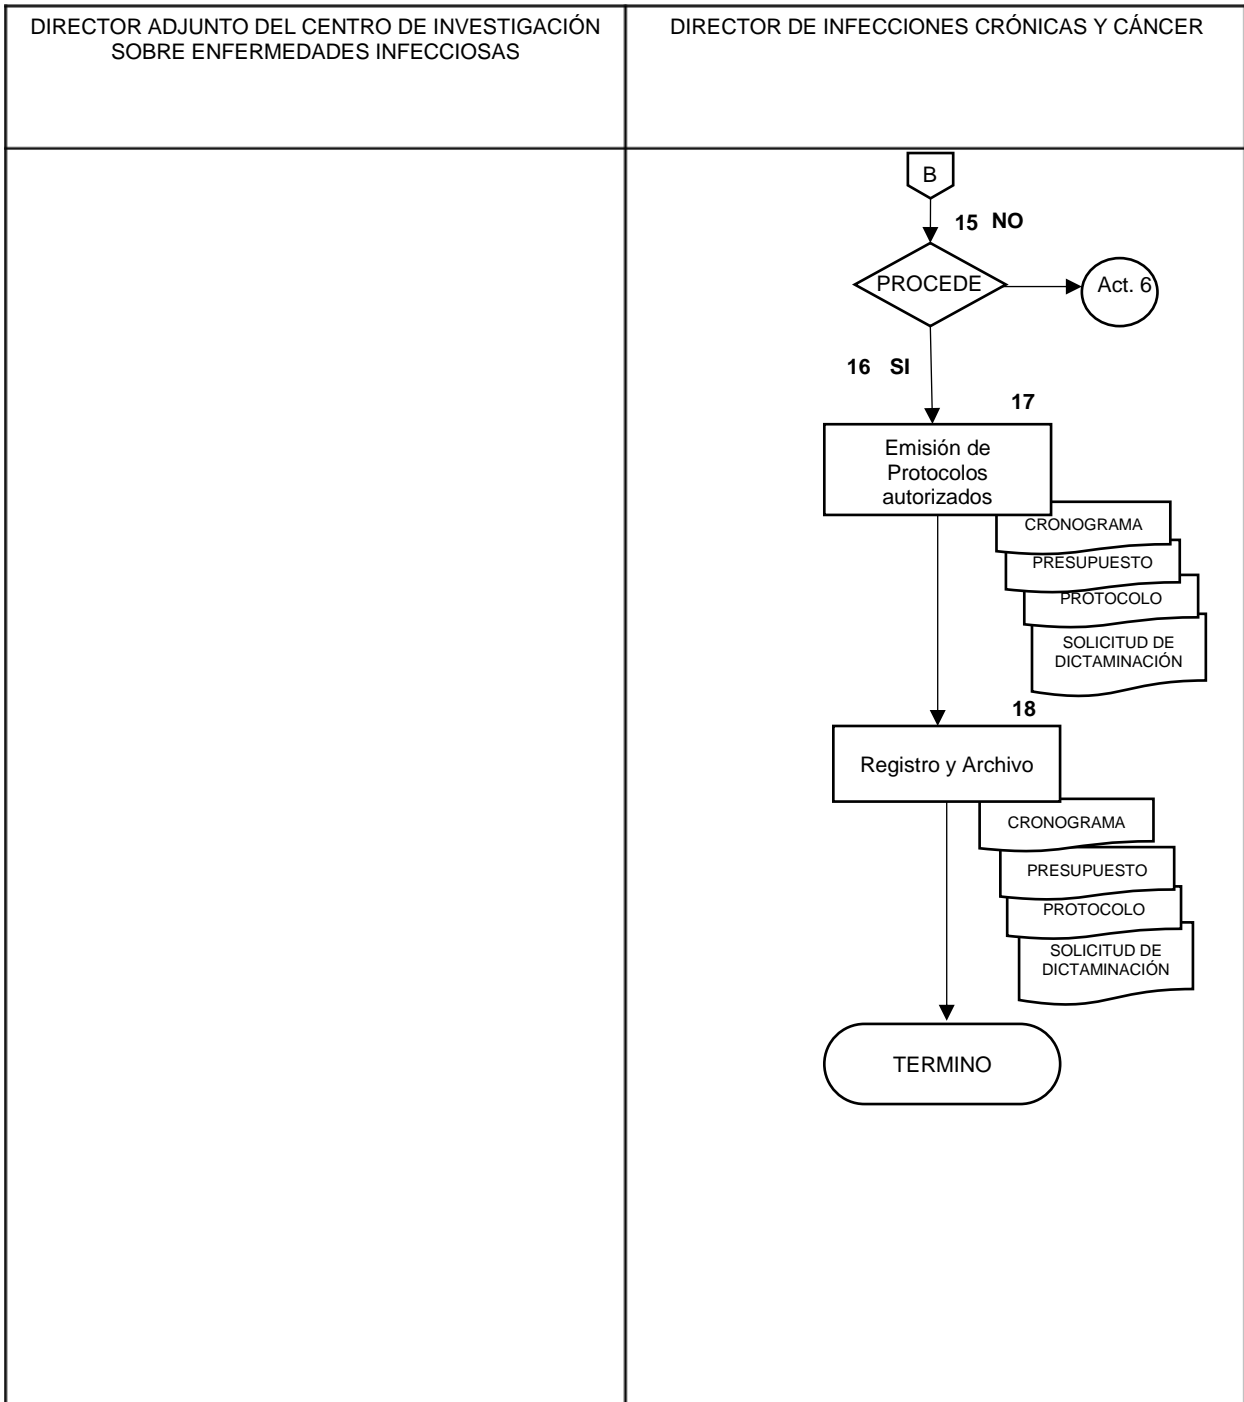 DIRECTOR ADJUNTO DEL CENTRO DE INVESTIGACIÓN
SOBRE ENFERMEDADES INFECCIOSAS
DIRECTOR DE INFECCIONES CRÓNICAS Y CÁNCER
B
15 NO
PROCEDE
Act. 6
16 SI
17
Emisión de
Protocolos
autorizados
CRONOGRAMA
PRESUPUESTO
PROTOCOLO
SOLICITUD DE
DICTAMINACIÓN
18
Registro y Archivo
CRONOGRAMA
PRESUPUESTO
PROTOCOLO
SOLICITUD DE
DICTAMINACIÓN
TERMINO